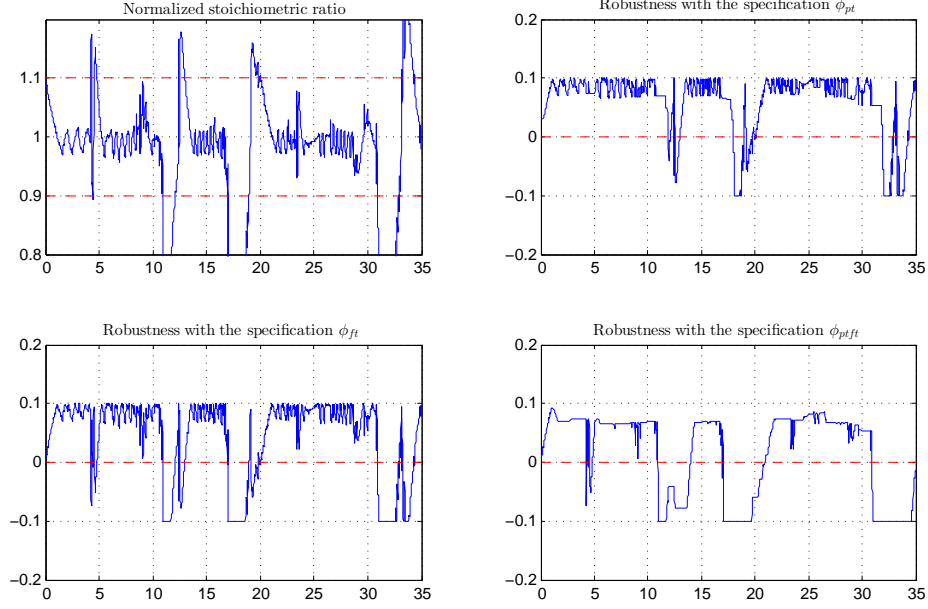 Normalized stoichiometric ratio
1.1
1
0.9
0.8
0 5 10 15 20 25 30 35
Robustness with the specification ϕpt
0.2
0.1
0
−0.1
−0.2
0 5 10 15 20 25 30 35
Robustness with the specification ϕft
0.2
0.1
0
−0.1
−0.2
0 5 10 15 20 25 30 35
Robustness with the specification ϕptft
0.2
0.1
0
−0.1
−0.2
0 5 10 15 20 25 30 35